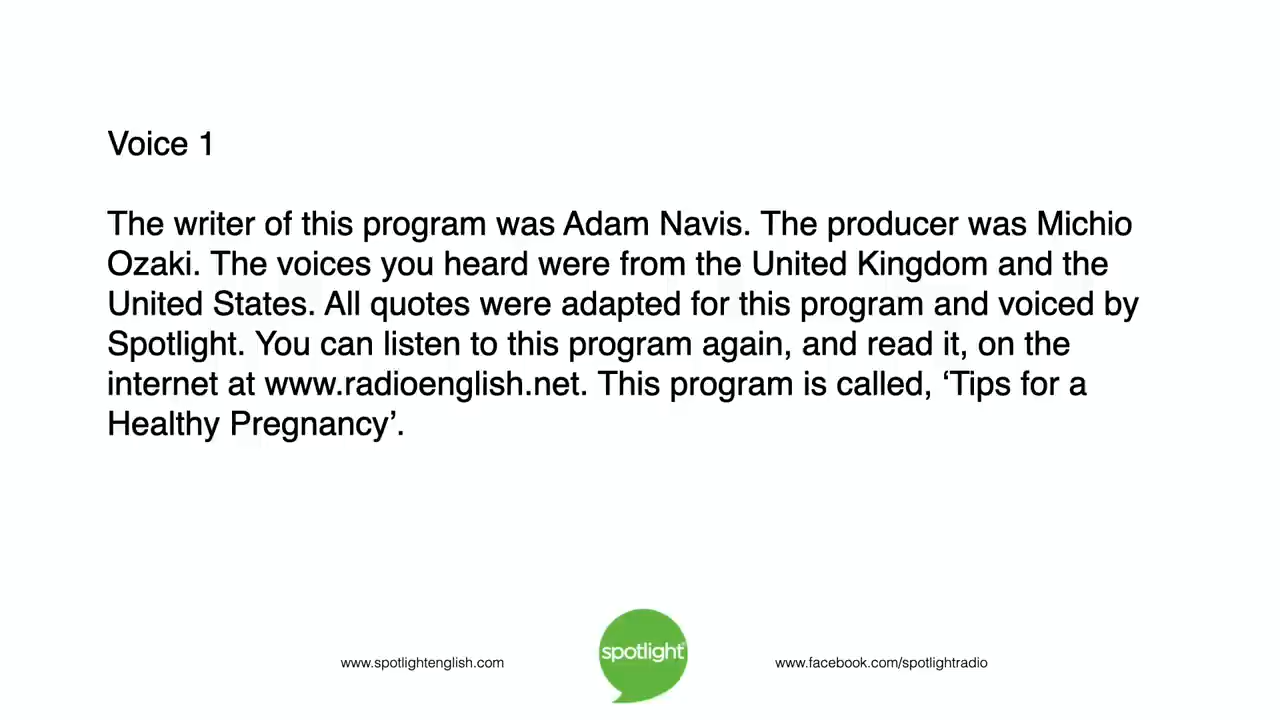 Voice 1
The writer of this program was Adam Navis. The producer was Michio
Ozaki. The voices you heard were from the United Kingdom and the
United States. All quotes were adapted for this program and voiced by
Spotlight. You can listen to this program again, and read it, on the
internet at www.radioenglish.net. This program is called, ‘Tips for a
Healthy Pregnancy’.
www.spotlightenglish.com
spotlight
www.facebook.com/spotlightradio